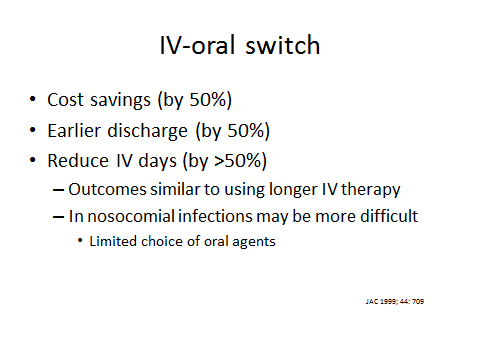 IV-oral switch
• Cost savings (by 50%)
• Earlier discharge (by 50%)
• Reduce IV days (by >50%)
– Outcomes similar to using longer IV therapy
– In nosocomial infections may be more difficult
• Limited choice of oral agents
JAC 1999; 44: 709